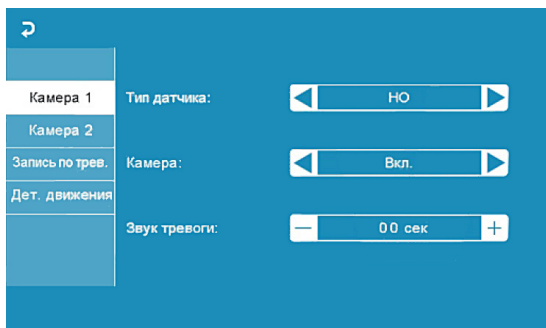 Камера 1
Тип датчика: НО
Камера 2
Запись по трев.
Камера: Вкл.
Дет. движения
Звук тревоги: — 00 сек +